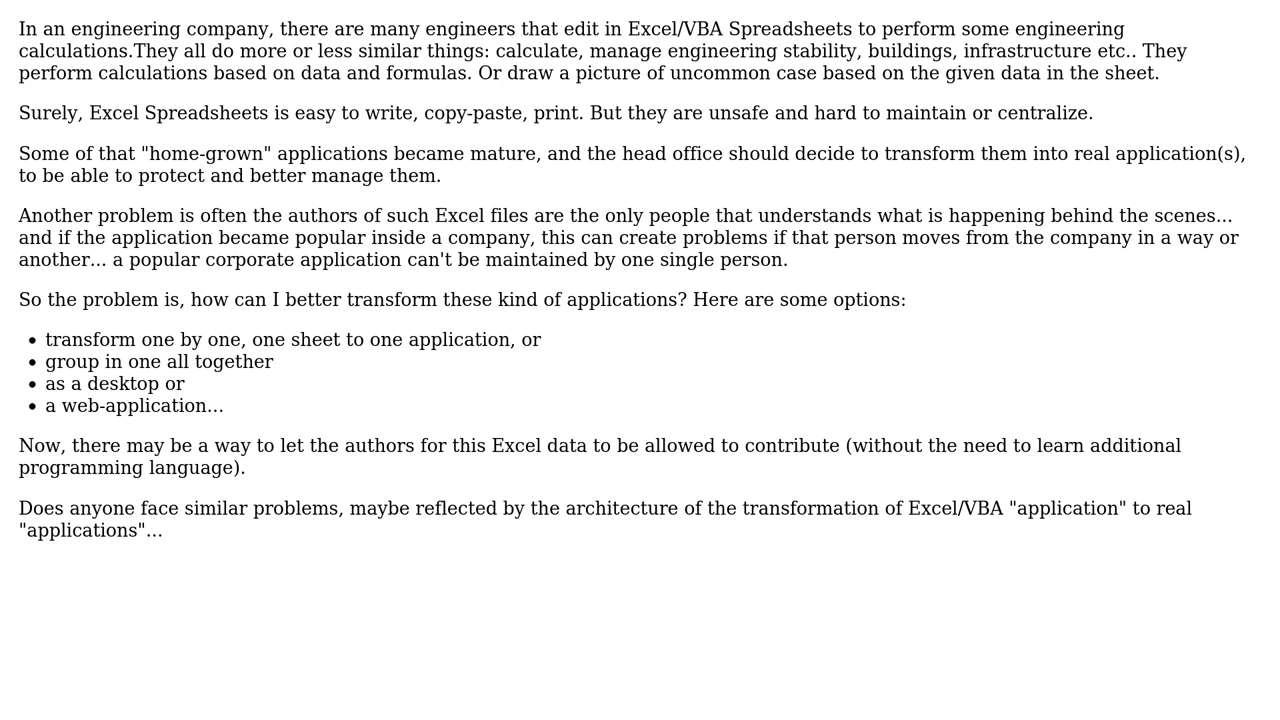 In an engineering company, there are many engineers that edit in Excel/VBA Spreadsheets to perform some engineering
calculations.They all do more or less similar things: calculate, manage engineering stability, buildings, infrastructure etc.. They
perform calculations based on data and formulas. Or draw a picture of uncommon case based on the given data in the sheet.
Surely, Excel Spreadsheets is easy to write, copy-paste, print. But they are unsafe and hard to maintain or centralize.
Some of that "home-grown" applications became mature, and the head office should decide to transform them into real application(s),
to be able to protect and better manage them.
Another problem is often the authors of such Excel files are the only people that understands what is happening behind the scenes...
and if the application became popular inside a company, this can create problems if that person moves from the company in a way or
another... a popular corporate application can't be maintained by one single person.
So the problem is, how can I better transform these kind of applications? Here are some options:
• transform one by one, one sheet to one application, or
• group in one all together
• as a desktop or
• a web-application...
Now, there may be a way to let the authors for this Excel data to be allowed to contribute (without the need to learn additional
programming language).
Does anyone face similar problems, maybe reflected by the architecture of the transformation of Excel/VBA "application" to real
"applications"...